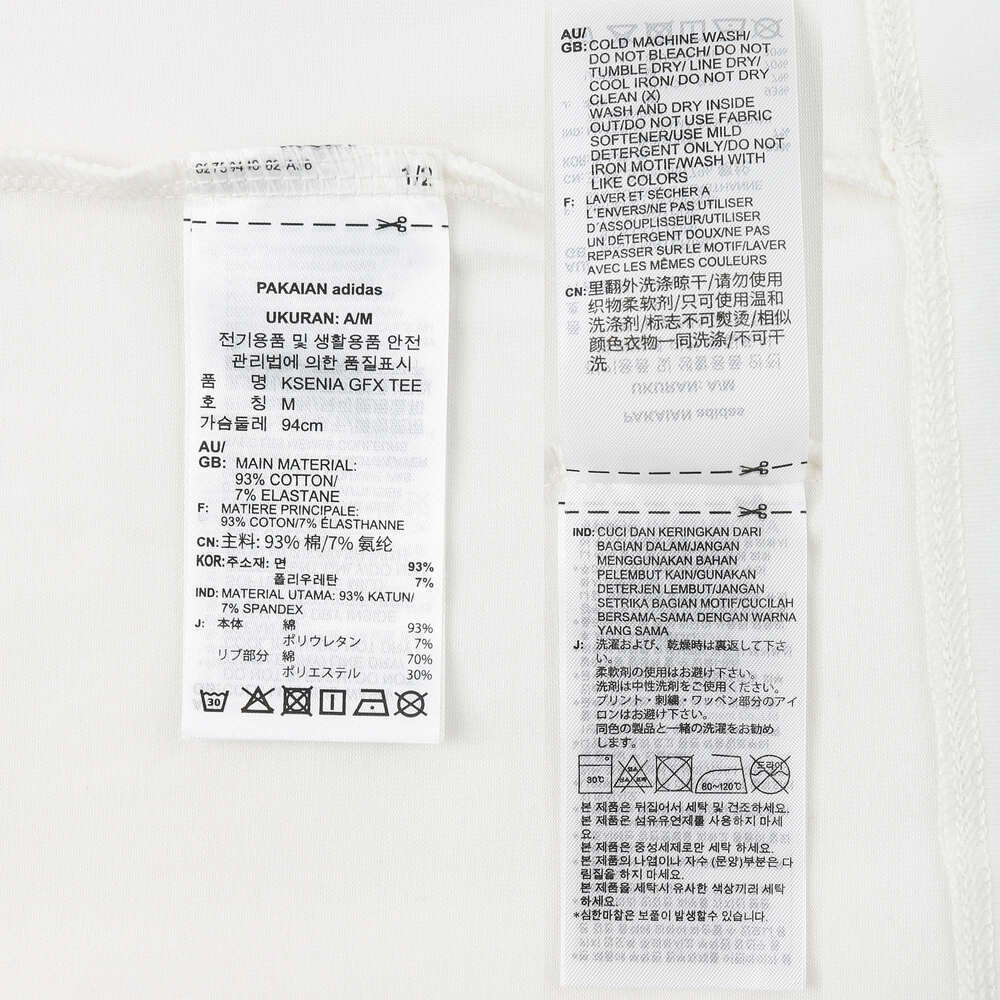 1/2
PAKAIAN adidas
UKURAN: A/M
전기용품 및 생활용품 안전
관리법에 의한 품질표시
품 명 KSENIA GFX TEE
호 칭 M
가슴둘레 94cm
AU/
GB: MAIN MATERIAL:
93% COTTON/
7% ELASTANE
F: MATIERE PRINCIPALE:
93% COTON/7% ÉLASTHANNE
CN: 主料: 93% 棉/7% 氨纶
KOR: 주소재: 면 93%
폴리우레탄 7%
IND: MATERIAL UTAMA: 93% KATUN/
7% SPANDEX
J: 本体 綿 93%
ポリウレタン 7%
リブ部分 綿 70%
ポリエステル 30%
30
AU/
GB: COLD MACHINE WASH/
DO NOT BLEACH/ DO NOT
TUMBLE DRY/ LINE DRY/
COOL IRON/ DO NOT DRY
CLEAN (X)
WASH AND DRY INSIDE
OUT/DO NOT USE FABRIC
SOFTENER/USE MILD
DETERGENT ONLY/DO NOT
IRON MOTIF/WASH WITH
LIKE COLORS
F: LAVER ET SÉCHER A
L'ENVERS/NE PAS UTILISER
D'ASSOUPLISSEUR/UTILISER
UN DÉTERGENT DOUX/NE PAS
REPASSER SUR LE MOTIF/LAVER
AVEC LES MÊMES COULEURS
CN: 里翻外洗涤晾干/请勿使用
织物柔软剂/只可使用温和
洗涤剂/标志不可熨烫/相似
颜色衣物一同洗涤/不可干
洗
IND: CUCI DAN KERINGKAN DARI
BAGIAN DALAM/JANGAN
MENGGUNAKAN BAHAN
PELEMBUT KAIN/GUNAKAN
DETERJEN LEMBUT/JANGAN
SETRIKA BAGIAN MOTIF/CUCILAH
BERSAMA-SAMA DENGAN WARNA
YANG SAMA
J: 洗濯および、乾燥時は裏返して下さ
い。
柔軟剤の使用はお避け下さい。
洗剤は中性洗剤をご使用ください。
プリント・刺繍・ワッペン部分のアイ
ロンはお避け下さい。
同色の製品と一緒の洗濯をお勧め
します。
30℃ 80~120℃ ドライ
본 제품은 뒤집어서 세탁 및 건조하세요.
본 제품은 섬유유연제를 사용하지 마세
요.
본 제품은 중성세제로만 세탁 하세요.
본 제품의 나염이나 자수 (문양)부분은 다
림질을 하지 마세요.
본 제품을 세탁시 유사한 색상끼리 세탁
하세요.
*심한마찰은 보풀이 발생할수 있습니다.